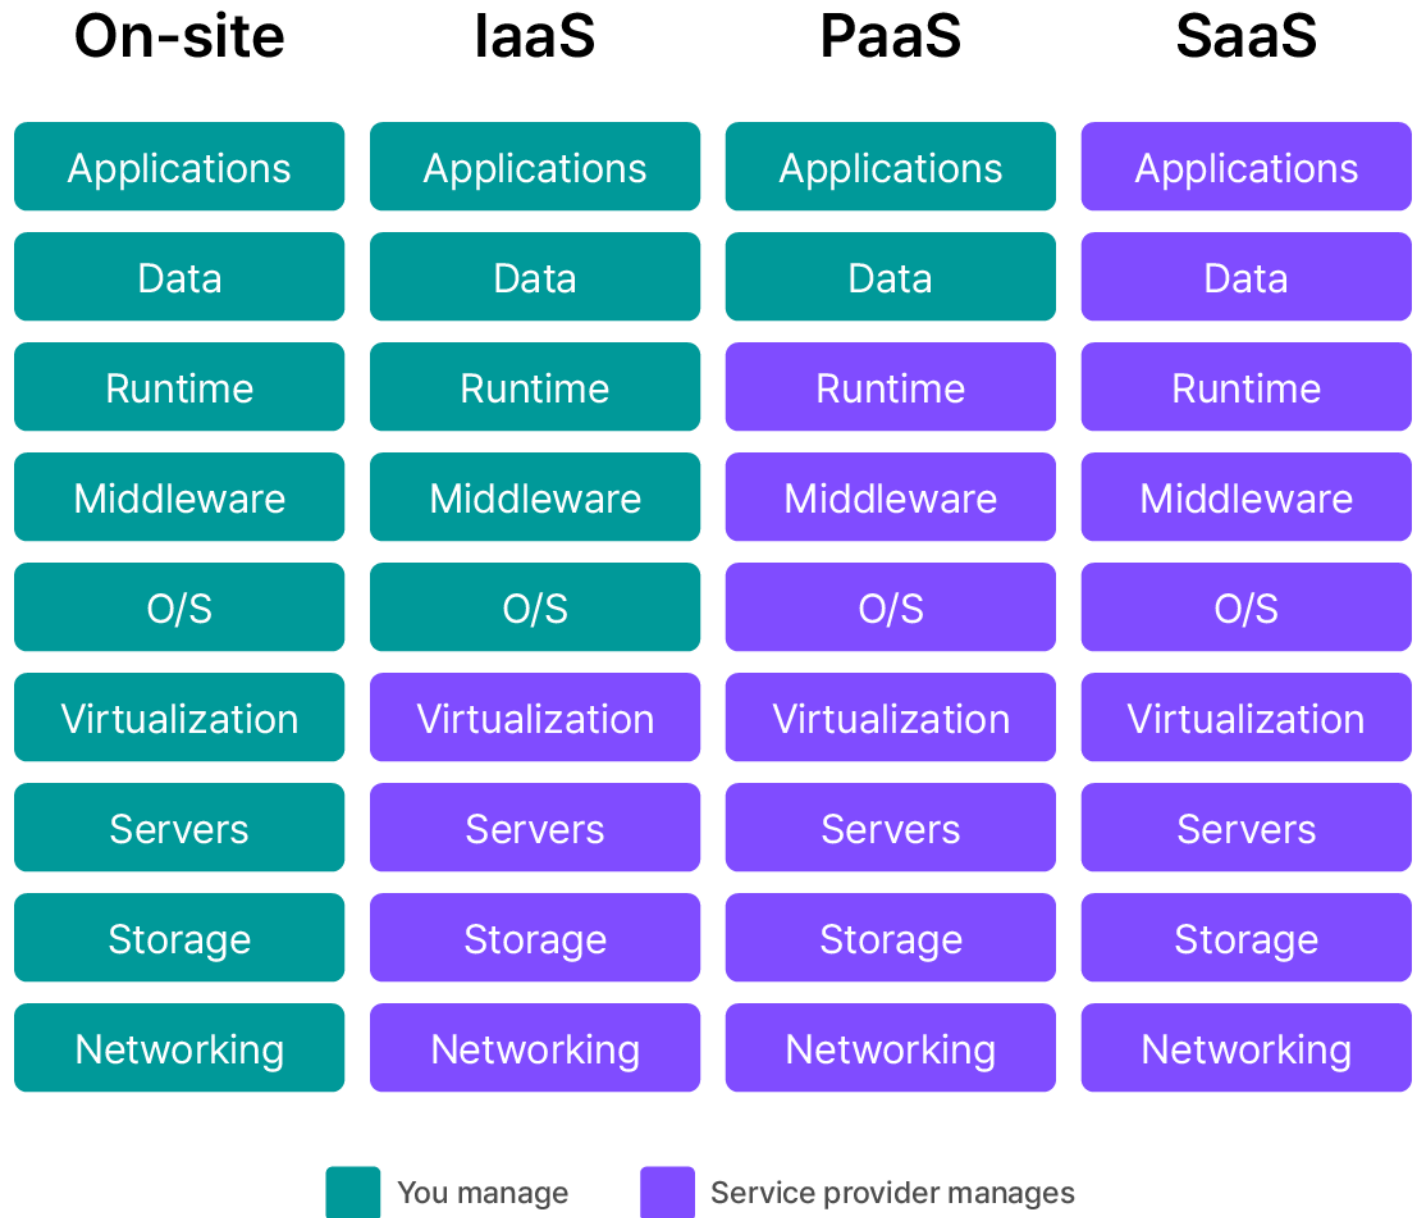 On-site IaaS PaaS SaaS
Applications Applications Applications Applications
Data Data Data Data
Runtime Runtime Runtime Runtime
Middleware Middleware Middleware Middleware
O/S O/S O/S O/S
Virtualization Virtualization Virtualization Virtualization
Servers Servers Servers Servers
Storage Storage Storage Storage
Networking Networking Networking Networking
You manage Service provider manages